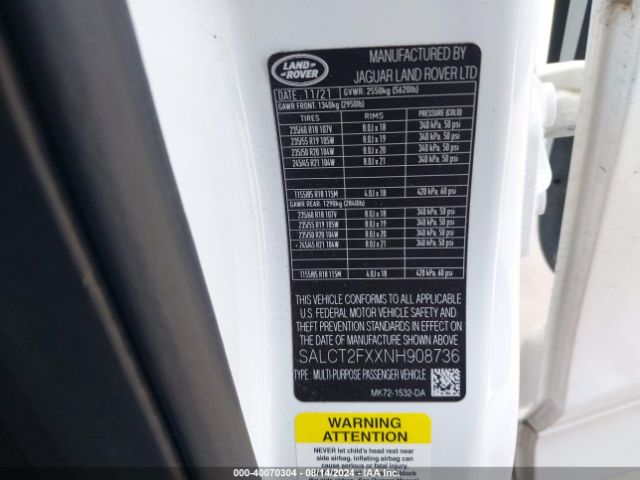 LAND
ROVER
MANUFACTURED BY
JAGUAR LAND ROVER LTD
DATE : 11/21 GVWR: 2550kg (5620lb)
GAWR FRONT: 1340kg (2950lb)
TIRES RIMS PRESSURE (COLD)
235/60 R18 107V 8.0J x 18 340 kPa, 50 psi
235/55 R19 105W 8.0J x 19 340 kPa, 50 psi
235/50 R20 104W 8.0J x 20 340 kPa, 50 psi
245/45 R21 104W 8.0J x 21 340 kPa, 50 psi
T155/85 R18 115M 4.0J x 18 420 kPa, 60 psi
GAWR REAR: 1290kg (2840lb)
235/60 R18 107V 8.0J x 18 340 kPa, 50 psi
235/55 R19 105W 8.0J x 19 340 kPa, 50 psi
235/50 R20 104W 8.0J x 20 340 kPa, 50 psi
245/45 R21 104W 8.0J x 21 340 kPa, 50 psi
T155/85 R18 115M 4.0J x 18 420 kPa, 60 psi
THIS VEHICLE CONFORMS TO ALL APPLICABLE
U.S. FEDERAL MOTOR VEHICLE SAFETY AND
THEFT PREVENTION STANDARDS IN EFFECT ON
THE DATE OF MANUFACTURE SHOWN ABOVE
SALCT2FXXNH908736
TYPE : MULTI-PURPOSE PASSENGER VEHICLE
MK72-1532-DA
WARNING
ATTENTION
NEVER let child's head rest near
side airbag. Inflating airbag can
cause serious or fatal injury.
000-40070304 - 08/14/2024 - COPYRIGHT IAA